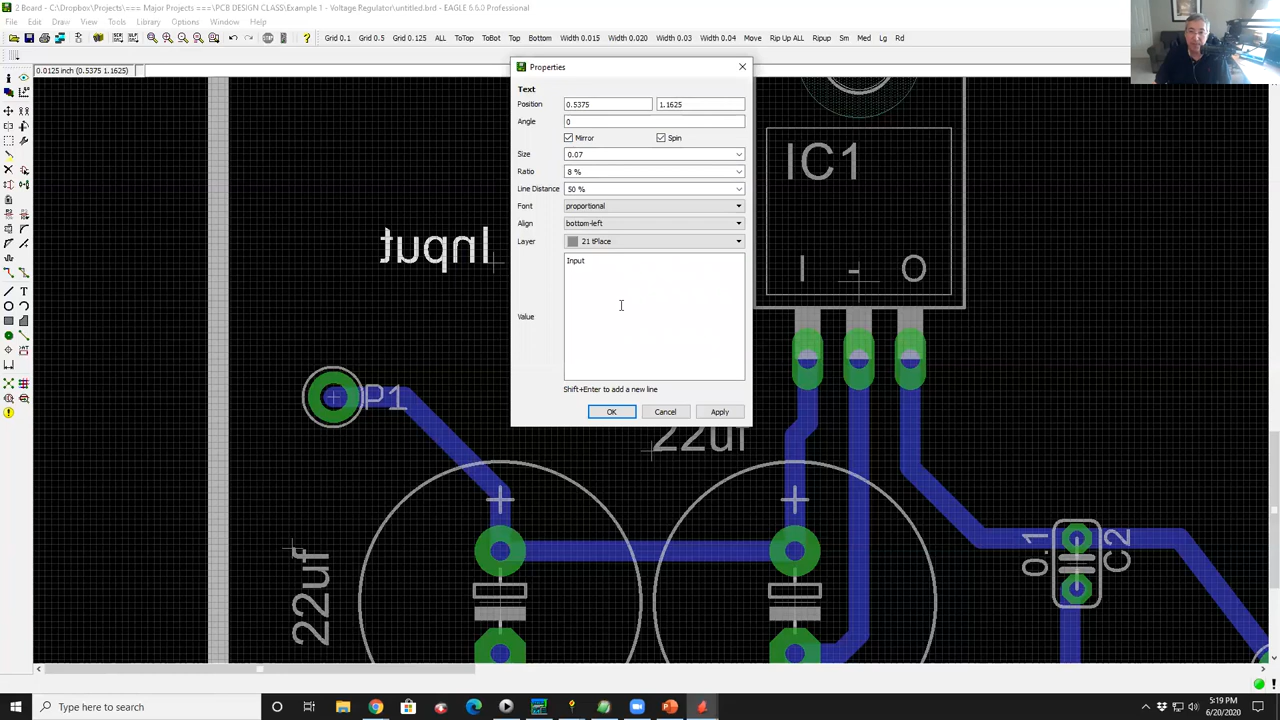 2 Board - C:\Dropbox\Projects\=== Major Projects ===\PCB DESIGN CLASS\Example 1 - Voltage Regulator\untitled.brd - EAGLE 6.6.0 Professional
File Edit Draw View Tools Library Options Window Help
Grid 0.1 Grid 0.5 Grid 0.125 ALL ToTop ToBot Top Bottom Width 0.015 Width 0.020 Width 0.03 Width 0.04 Move Rip Up ALL Ripup Sm Med Lg Rd
0.0125 inch (0.5375 1.1625)
Properties
Text
Position 0.5375 1.1625
Angle 0
Mirror Spin
Size 0.07
Ratio 8 %
Line Distance 50 %
Font proportional
Align bottom-left
Layer 21 tPlace
Input
Value
Shift+Enter to add a new line
OK Cancel Apply
Input
IC1
I - O
P1
22uf
22uf
+
+
0.1
C2
Type here to search
5:19 PM
6/20/2020